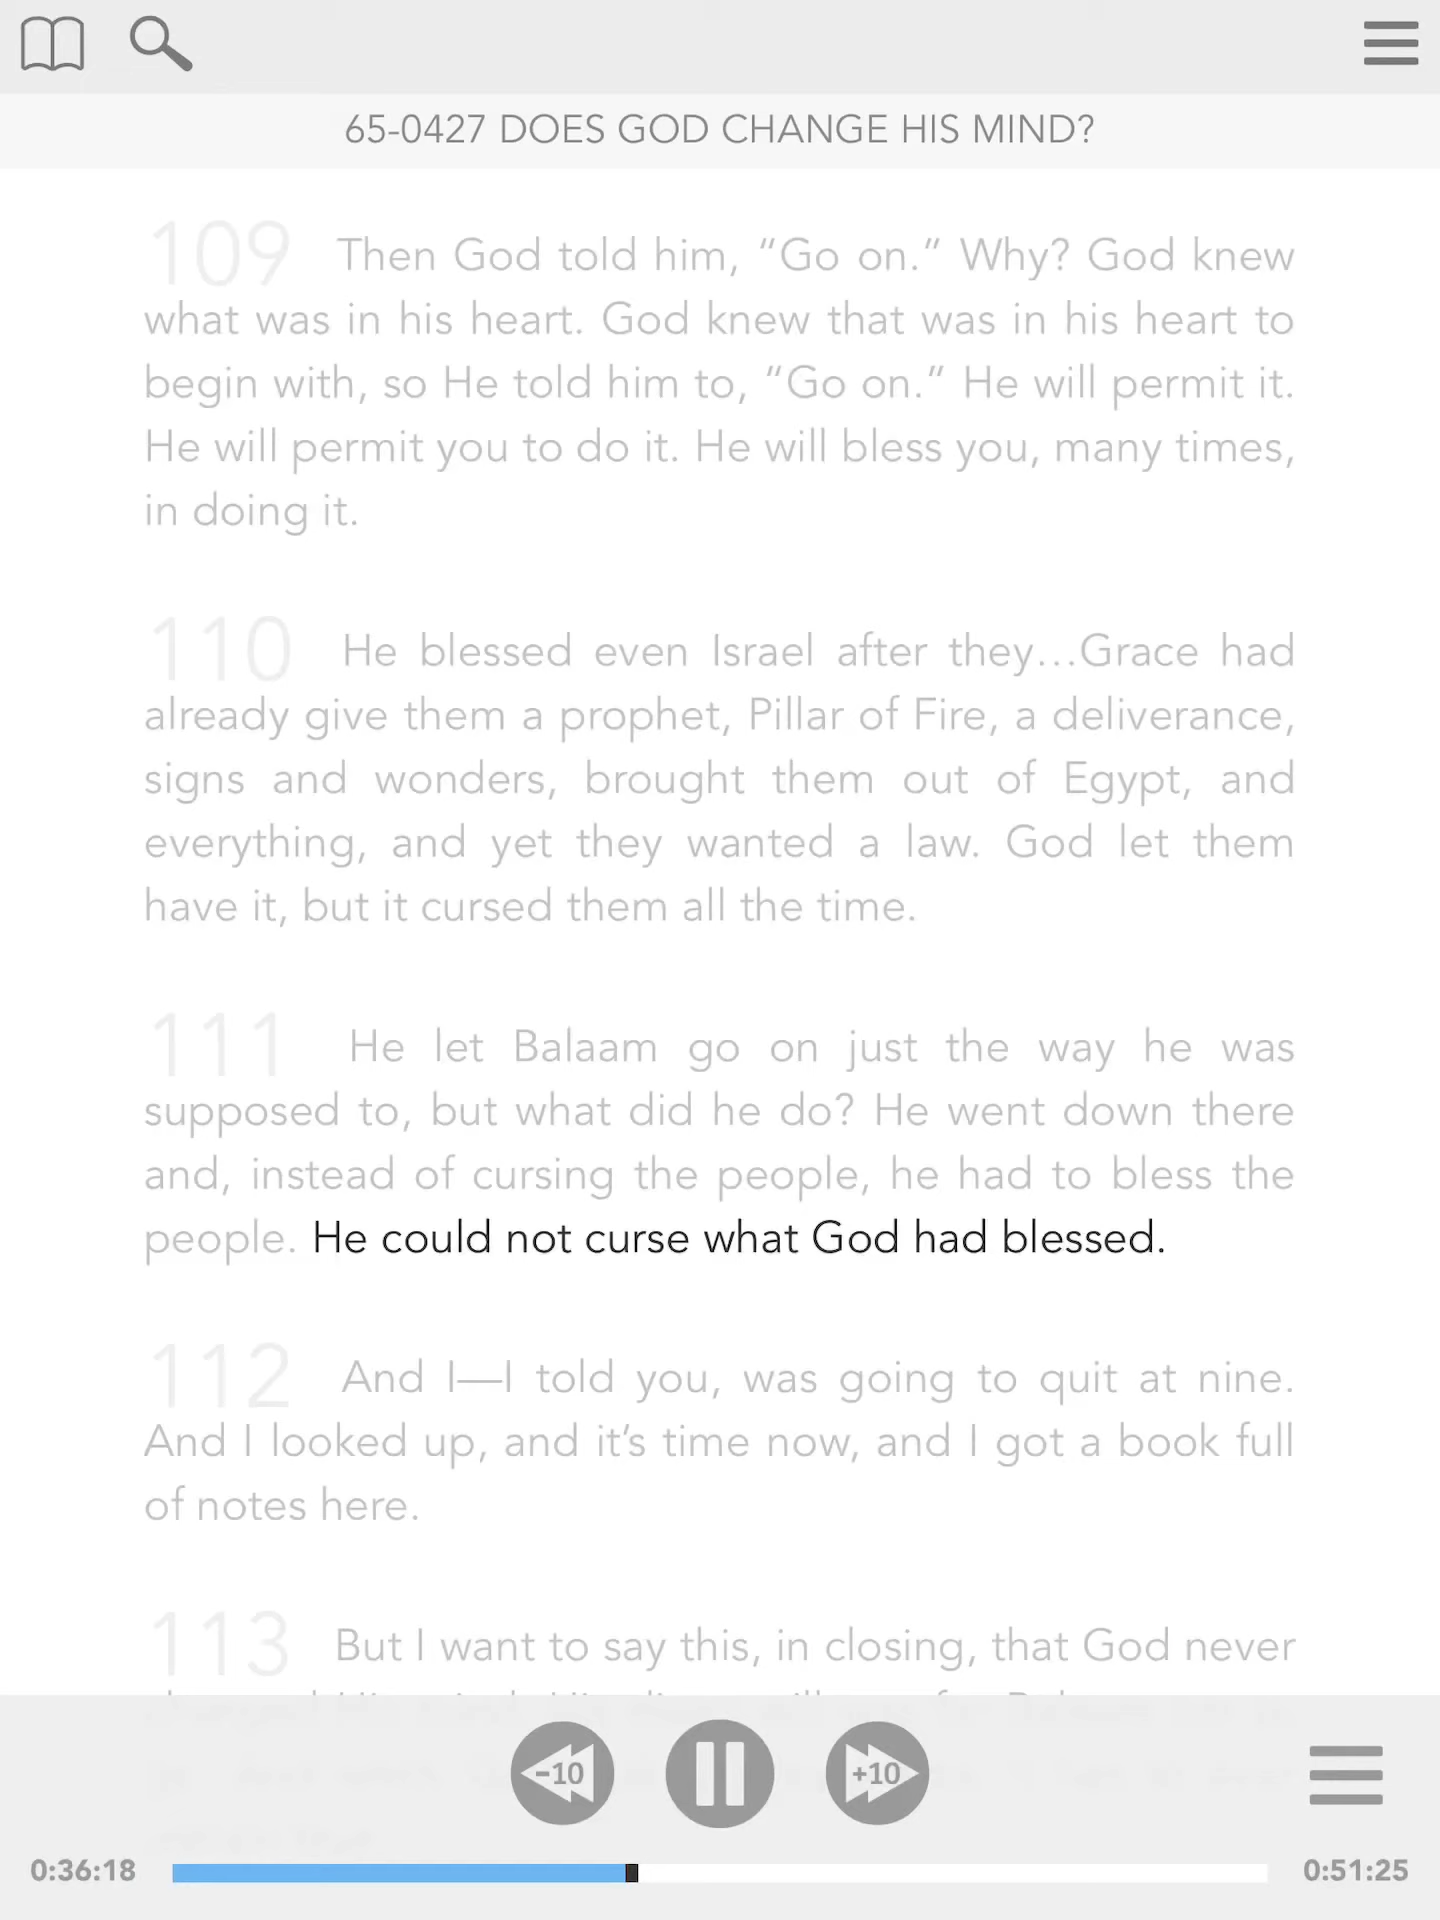 65-0427 DOES GOD CHANGE HIS MIND?
109 Then God told him, “Go on.” Why? God knew
what was in his heart. God knew that was in his heart to
begin with, so He told him to, “Go on.” He will permit it.
He will permit you to do it. He will bless you, many times,
in doing it.
110 He blessed even Israel after they…Grace had
already give them a prophet, Pillar of Fire, a deliverance,
signs and wonders, brought them out of Egypt, and
everything, and yet they wanted a law. God let them
have it, but it cursed them all the time.
111 He let Balaam go on just the way he was
supposed to, but what did he do? He went down there
and, instead of cursing the people, he had to bless the
people. He could not curse what God had blessed.
112 And I—I told you, was going to quit at nine.
And I looked up, and it’s time now, and I got a book full
of notes here.
113 But I want to say this, in closing, that God never
-10 +10
0:36:18 0:51:25